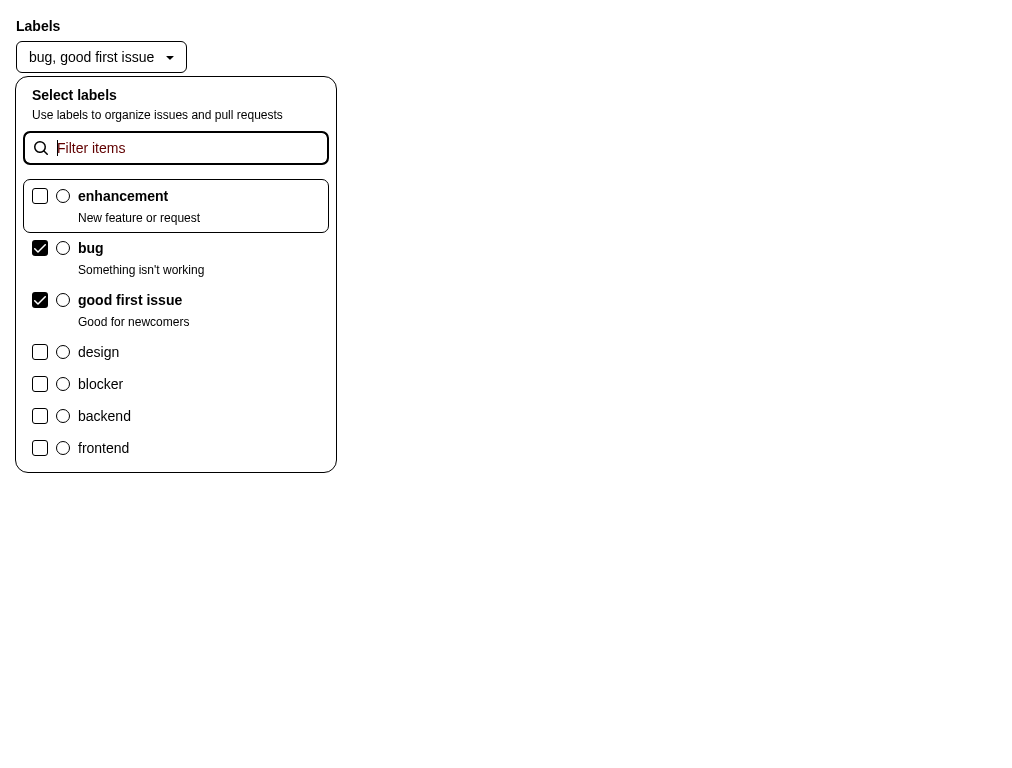 Labels
bug, good first issue
Select labels
Use labels to organize issues and pull requests
Filter items
enhancement
New feature or request
bug
Something isn't working
good first issue
Good for newcomers
design
blocker
backend
frontend